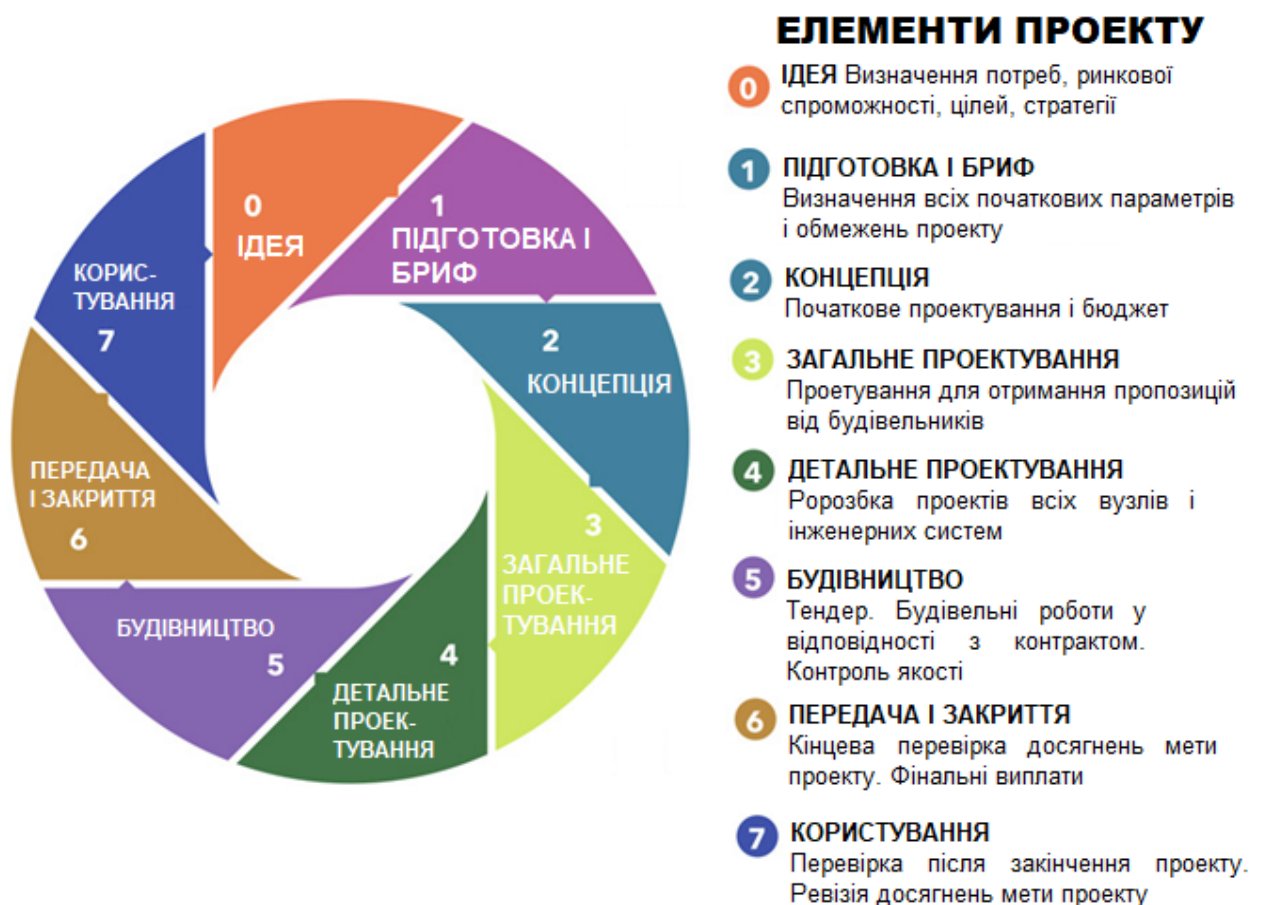 ЕЛЕМЕНТИ ПРОЕКТУ
0
ІДЕЯ Визначення потреб, ринкової
спроможності, цілей, стратегії
1
ПІДГОТОВКА І БРИФ
Визначення всіх початкових параметрів
і обмежень проекту
2
КОНЦЕПЦІЯ
Початкове проектування і бюджет
3
ЗАГАЛЬНЕ ПРОЕКТУВАННЯ
Проетування для отримання пропозицій
від будівельників
4
ДЕТАЛЬНЕ ПРОЕКТУВАННЯ
Ророзбка проектів всіх вузлів і
інженерних систем
5
БУДІВНИЦТВО
Тендер. Будівельні роботи у
відповідності з контрактом.
Контроль якості
6
ПЕРЕДАЧА І ЗАКРИТТЯ
Кінцева перевірка досягнень мети
проекту. Фінальні виплати
7
КОРИСТУВАННЯ
Перевірка після закінчення проекту.
Ревізія досягнень мети проекту
0
ІДЕЯ
1
ПІДГОТОВКА І
БРИФ
2
КОНЦЕПЦІЯ
3
ЗАГАЛЬНЕ
ПРОЕК-
ТУВАННЯ
4
ДЕТАЛЬНЕ
ПРОЕК-
ТУВАННЯ
БУДІВНИЦТВО
5
ПЕРЕДАЧА
І ЗАКРИТТЯ
6
КОРИС-
ТУВАННЯ
7